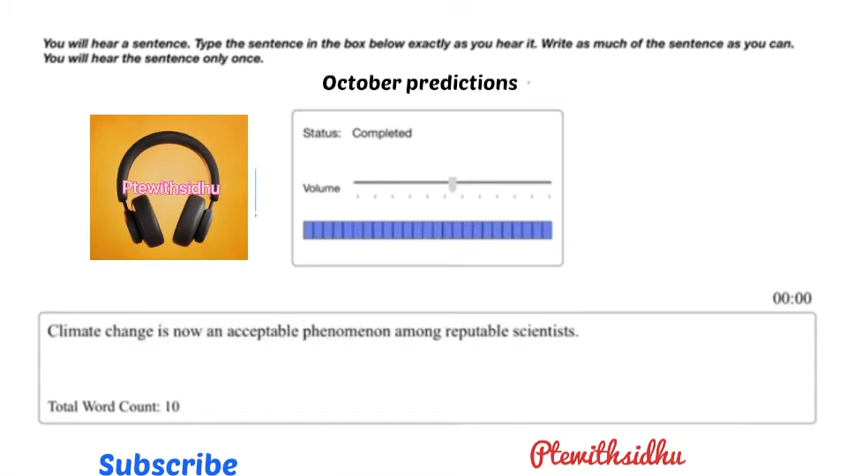 You will hear a sentence. Type the sentence in the box below exactly as you hear it. Write as much of the sentence as you can.
You will hear the sentence only once.
October predictions
Status: Completed
Ptewithsidhu
Volume
00:00
Climate change is now an acceptable phenomenon among reputable scientists.
Total Word Count: 10
Subscribe
Ptewithsidhu